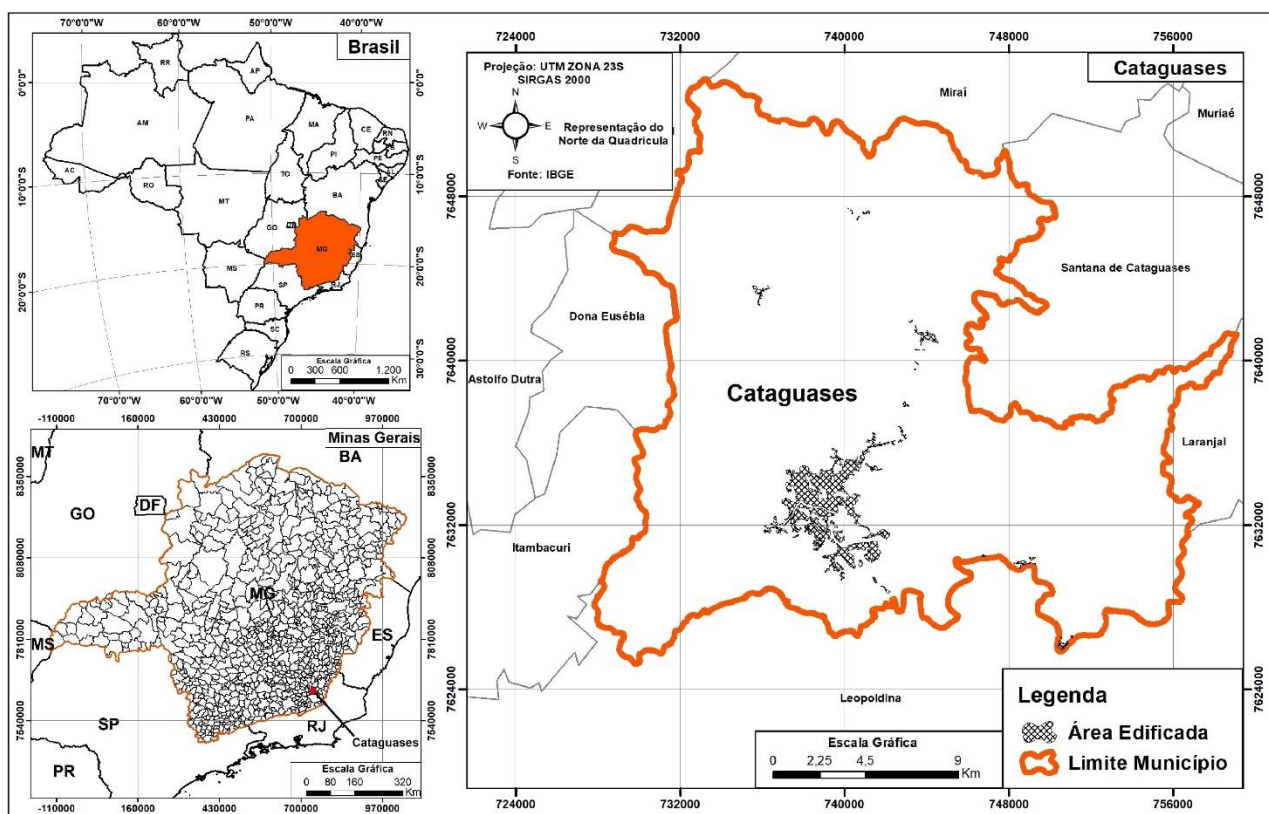 70°0'0"W 60°0'0"W 50°0'0"W 40°0'0"W
Brasil
0°0'0"
10°0'0"S
20°0'0"S
0°0'0"
10°0'0"S
20°0'0"S
30°0'0"S
RR
AP
AM
PA
MA
CE
RN
PE
PI
AC
RO
TO
BA
MT
GO
MG
ES
MS
SP
RJ
PR
SC
RS
Escala Gráfica
0 300 600 1.200
Km
70°0'0"W 60°0'0"W 50°0'0"W 40°0'0"W
-110000 160000 430000 700000 970000
Minas Gerais
MT
BA
8350000
8080000
7810000
7540000
DF
GO
MG
ES
MS
SP
RJ
Cataguases
PR
Escala Gráfica
0 80 160 320
Km
-110000 160000 430000 700000 970000
724000 732000 740000 748000 756000
Projeção: UTM ZONA 23S
SIRGAS 2000
N
W E
S
Representação do
Norte da Quadrícula
Fonte: IBGE
Cataguases
Miraí
Muriaé
7648000
7640000
7632000
7624000
7648000
7640000
7632000
7624000
Santana de Cataguases
Dona Eusébia
Astolfo Dutra
Cataguases
Laranjal
Itambacuri
Leopoldina
Legenda
Área Edificada
Limite Município
Escala Gráfica
0 2,25 4,5 9
Km
724000 732000 740000 748000 756000